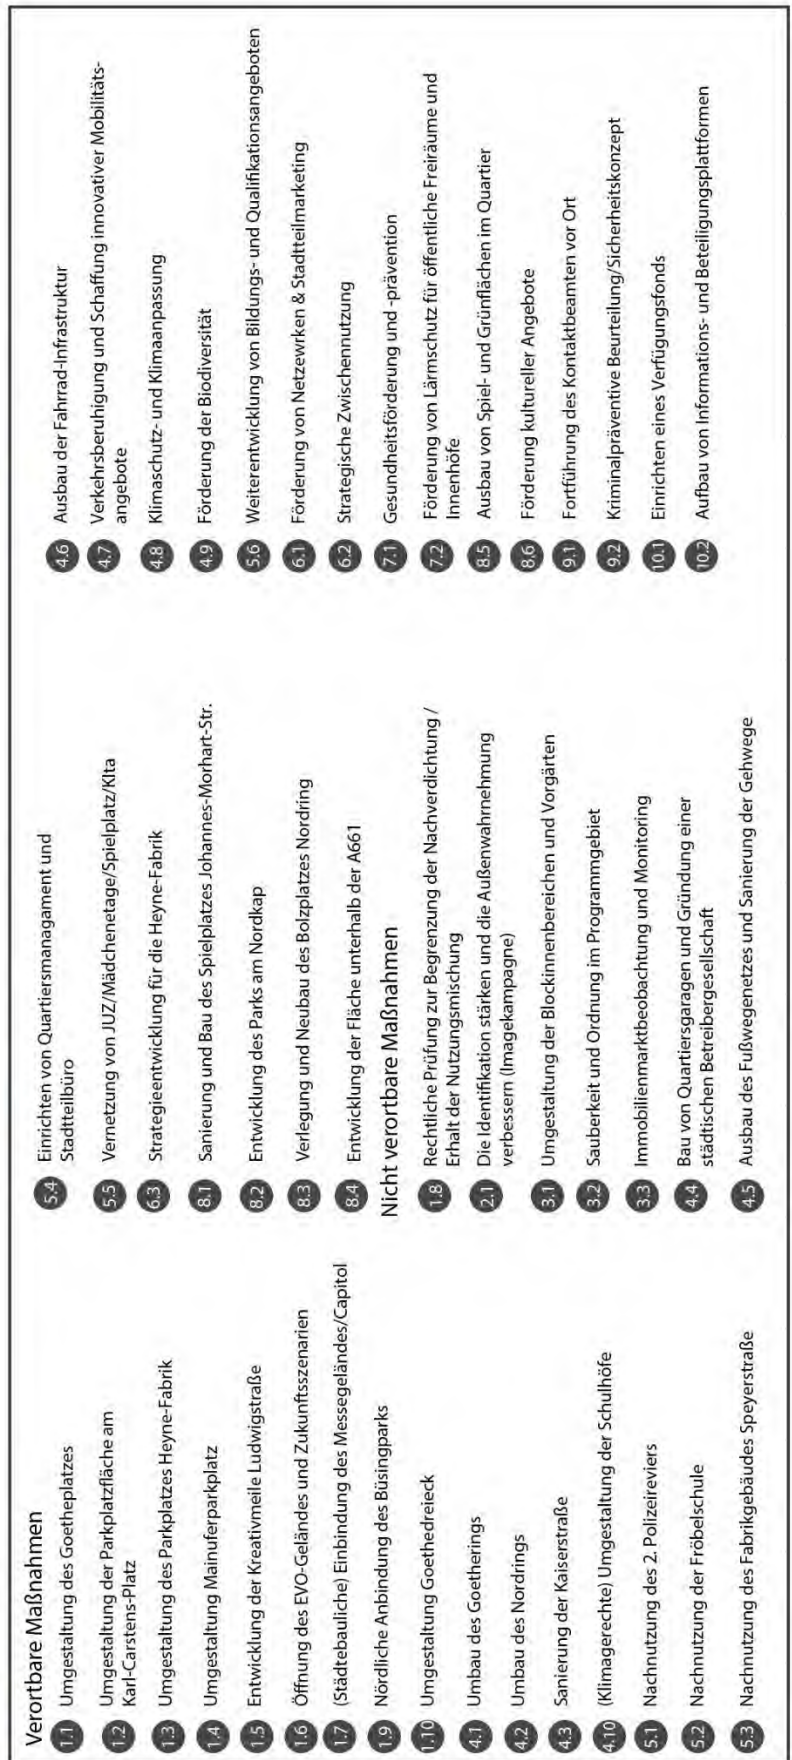 Verortbare Maßnahmen
1.1 Umgestaltung des Goetheplatzes
1.2 Umgestaltung der Parkplatzfläche am
Karl-Carstens-Platz
1.3 Umgestaltung des Parkplatzes Heyne-Fabrik
1.4 Umgestaltung Mainuferparkplatz
1.5 Entwicklung der Kreativmeile Ludwigstraße
1.6 Öffnung des EVO-Geländes und Zukunftsszenarien
1.7 (Städtebauliche) Einbindung des Messegeländes/Capitol
1.9 Nördliche Anbindung des Büsingparks
1.10 Umgestaltung Goethedreieck
4.1 Umbau des Goetherings
4.2 Umbau des Nordrings
4.3 Sanierung der Kaiserstraße
4.10 (Klimagerechte) Umgestaltung der Schulhöfe
5.1 Nachnutzung des 2. Polizeireviers
5.2 Nachnutzung der Fröbelschule
5.3 Nachnutzung des Fabrikgebäudes Speyerstraße
5.4 Einrichten von Quartiersmanagament und
Stadtteilbüro
5.5 Vernetzung von JUZ/Mädchenetage/Spielplatz/KIta
6.3 Strategieentwicklung für die Heyne-Fabrik
8.1 Sanierung und Bau des Spielplatzes Johannes-Morhart-Str.
8.2 Entwicklung des Parks am Nordkap
8.3 Verlegung und Neubau des Bolzplatzes Nordring
8.4 Entwicklung der Fläche unterhalb der A661
Nicht verortbare Maßnahmen
1.8 Rechtliche Prüfung zur Begrenzung der Nachverdichtung /
Erhalt der Nutzungsmischung
2.1 Die Identifikation stärken und die Außenwahrnehmung
verbessern (Imagekampagne)
3.1 Umgestaltung der Blockinnenbereichen und Vorgärten
3.2 Sauberkeit und Ordnung im Programmgebiet
3.3 Immobilienmarktbeobachtung und Monitoring
4.4 Bau von Quartiersgaragen und Gründung einer
städtischen Betreibergesellschaft
4.5 Ausbau des Fußwegenetzes und Sanierung der Gehwege
4.6 Ausbau der Fahrrad-Infrastruktur
4.7 Verkehrsberuhigung und Schaffung innovativer Mobilitäts-
angebote
4.8 Klimaschutz- und Klimaanpassung
4.9 Förderung der Biodiversität
5.6 Weiterentwicklung von Bildungs- und Qualifikationsangeboten
6.1 Förderung von Netzewrken & Stadtteilmarketing
6.2 Strategische Zwischennutzung
7.1 Gesundheitsförderung und -prävention
7.2 Förderung von Lärmschutz für öffentliche Freiräume und
Innenhöfe
8.5 Ausbau von Spiel- und Grünflächen im Quartier
8.6 Förderung kultureller Angebote
9.1 Fortführung des Kontaktbeamten vor Ort
9.2 Kriminalpräventive Beurteilung/Sicherheitskonzept
10.1 Einrichten eines Verfügungsfonds
10.2 Aufbau von Informations- und Beteiligungsplattformen